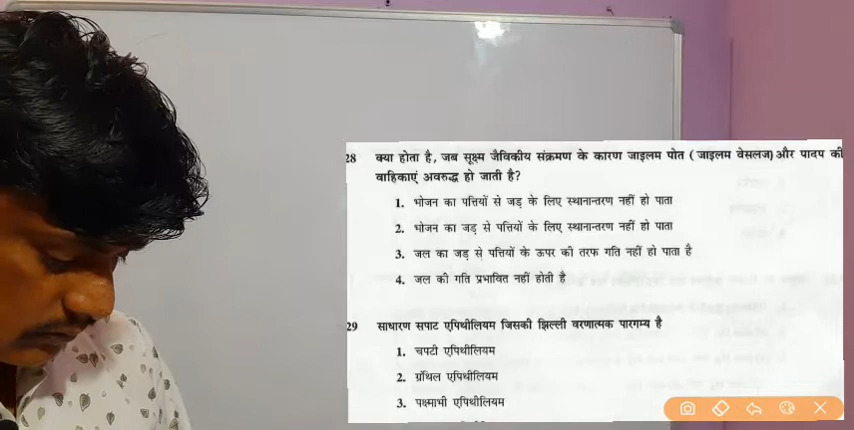 28 क्या होता है, जब सूक्ष्म जैविकीय संक्रमण के कारण जाइलम पोत (जाइलम वेसलज) और पादप की
वाहिकाएं अवरुद्ध हो जाती है?
1. भोजन का पत्तियों से जड़ के लिए स्थानान्तरण नहीं हो पाता
2. भोजन का जड़ से पत्तियों के लिए स्थानान्तरण नहीं हो पाता
3. जल का जड़ से पत्तियों के ऊपर की तरफ गति नहीं हो पाता है
4. जल की गति प्रभावित नहीं होती है
29 साधारण सपाट एपिथीलियम जिसकी झिल्ली वरणात्मक पारगम्य है
1. चपटी एपिथीलियम
2. ग्रंथिल एपिथीलियम
3. पक्ष्माभी एपिथीलियम